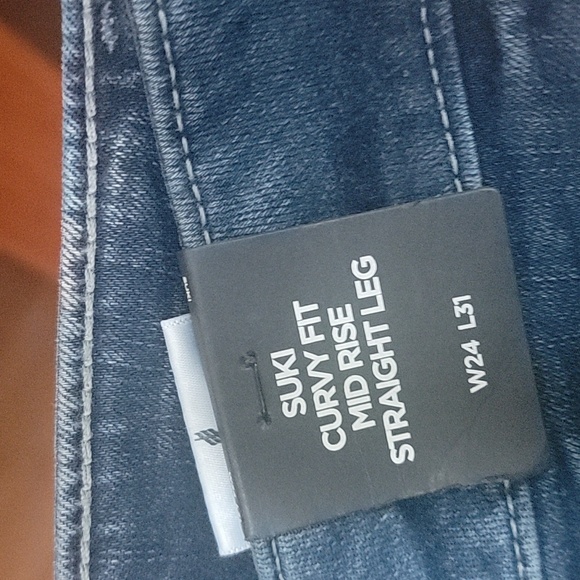 SUKI
CURVY FIT
MID RISE
STRAIGHT LEG
W24 L31